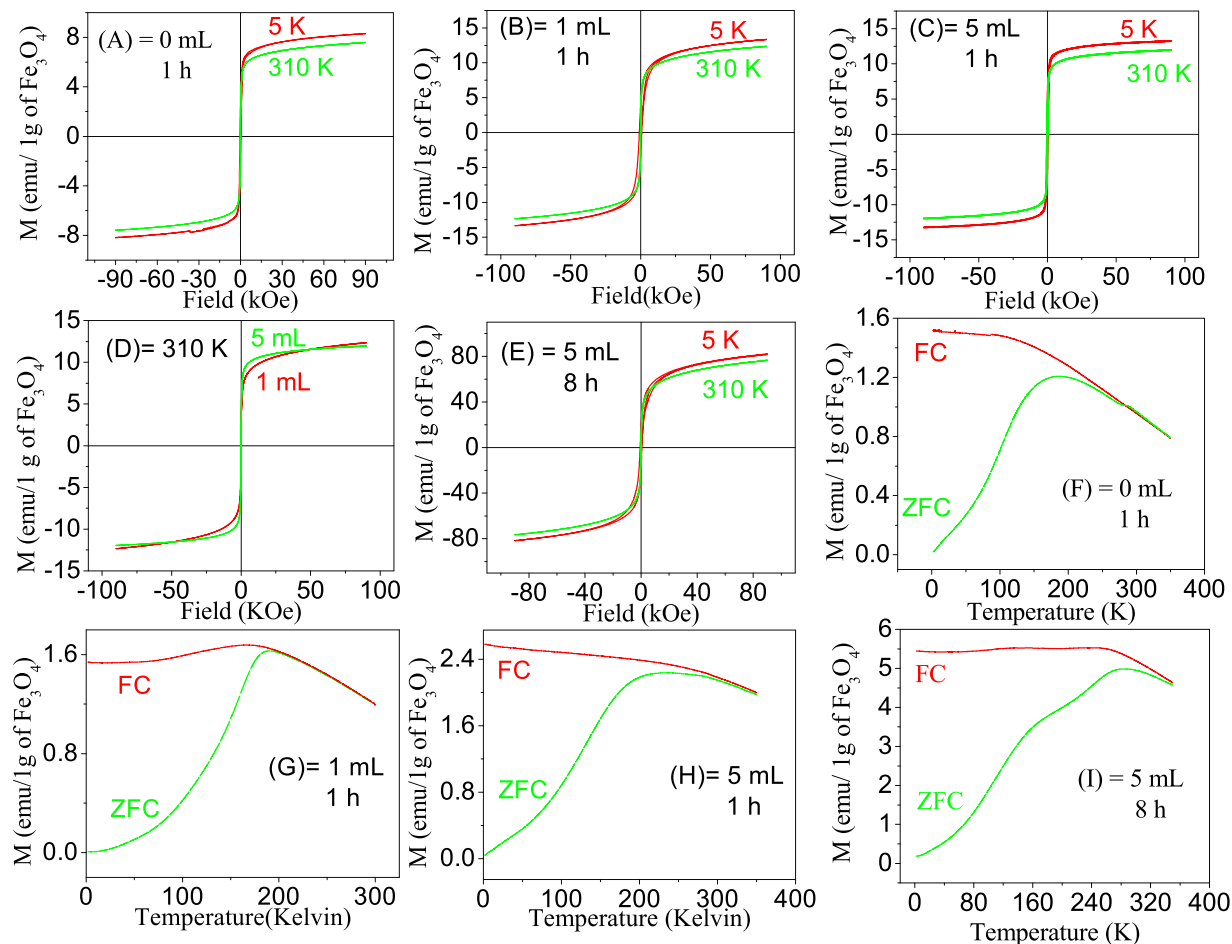 M (emu/ 1g of Fe3O4)
8
4
0
-4
-8
(A) = 0 mL
1 h
5 K
310 K
-90 -60 -30 0 30 60 90
Field (kOe)
M (emu/1g of Fe3O4)
15
10
5
0
-5
-10
-15
(B) = 1 mL
1 h
5 K
310 K
-100 -50 0 50 100
Field(kOe)
M (emu/1g of Fe3O4)
15
10
5
0
-5
-10
-15
(C) = 5 mL
1 h
5 K
310 K
-100 -50 0 50 100
Field (kOe)
M (emu/1 g of Fe3O4)
15
10
5
0
-5
-10
-15
(D)= 310 K
5 mL
1 mL
-100 -50 0 50 100
Field (KOe)
M (emu/ 1g of Fe3O4)
80
40
0
-40
-80
(E) = 5 mL
8 h
5 K
310 K
-80 -40 0 40 80
Field (kOe)
M (emu/ 1g of Fe3O4)
1.6
1.2
0.8
0.4
0.0
FC
ZFC
(F) = 0 mL
1 h
0 100 200 300 400
Temperature (K)
M (emu/1g of Fe3O4)
1.6
0.8
0.0
FC
ZFC
(G)= 1 mL
1 h
0 100 200 300
Temperature(Kelvin)
M (emu/1g of Fe3O4)
2.4
1.6
0.8
0.0
FC
ZFC
(H)= 5 mL
1 h
0 100 200 300 400
Temperature (Kelvin)
M (emu/ 1g of Fe3O4)
6
5
4
3
2
1
0
FC
ZFC
(I) = 5 mL
8 h
0 80 160 240 320 400
Temperature (K)